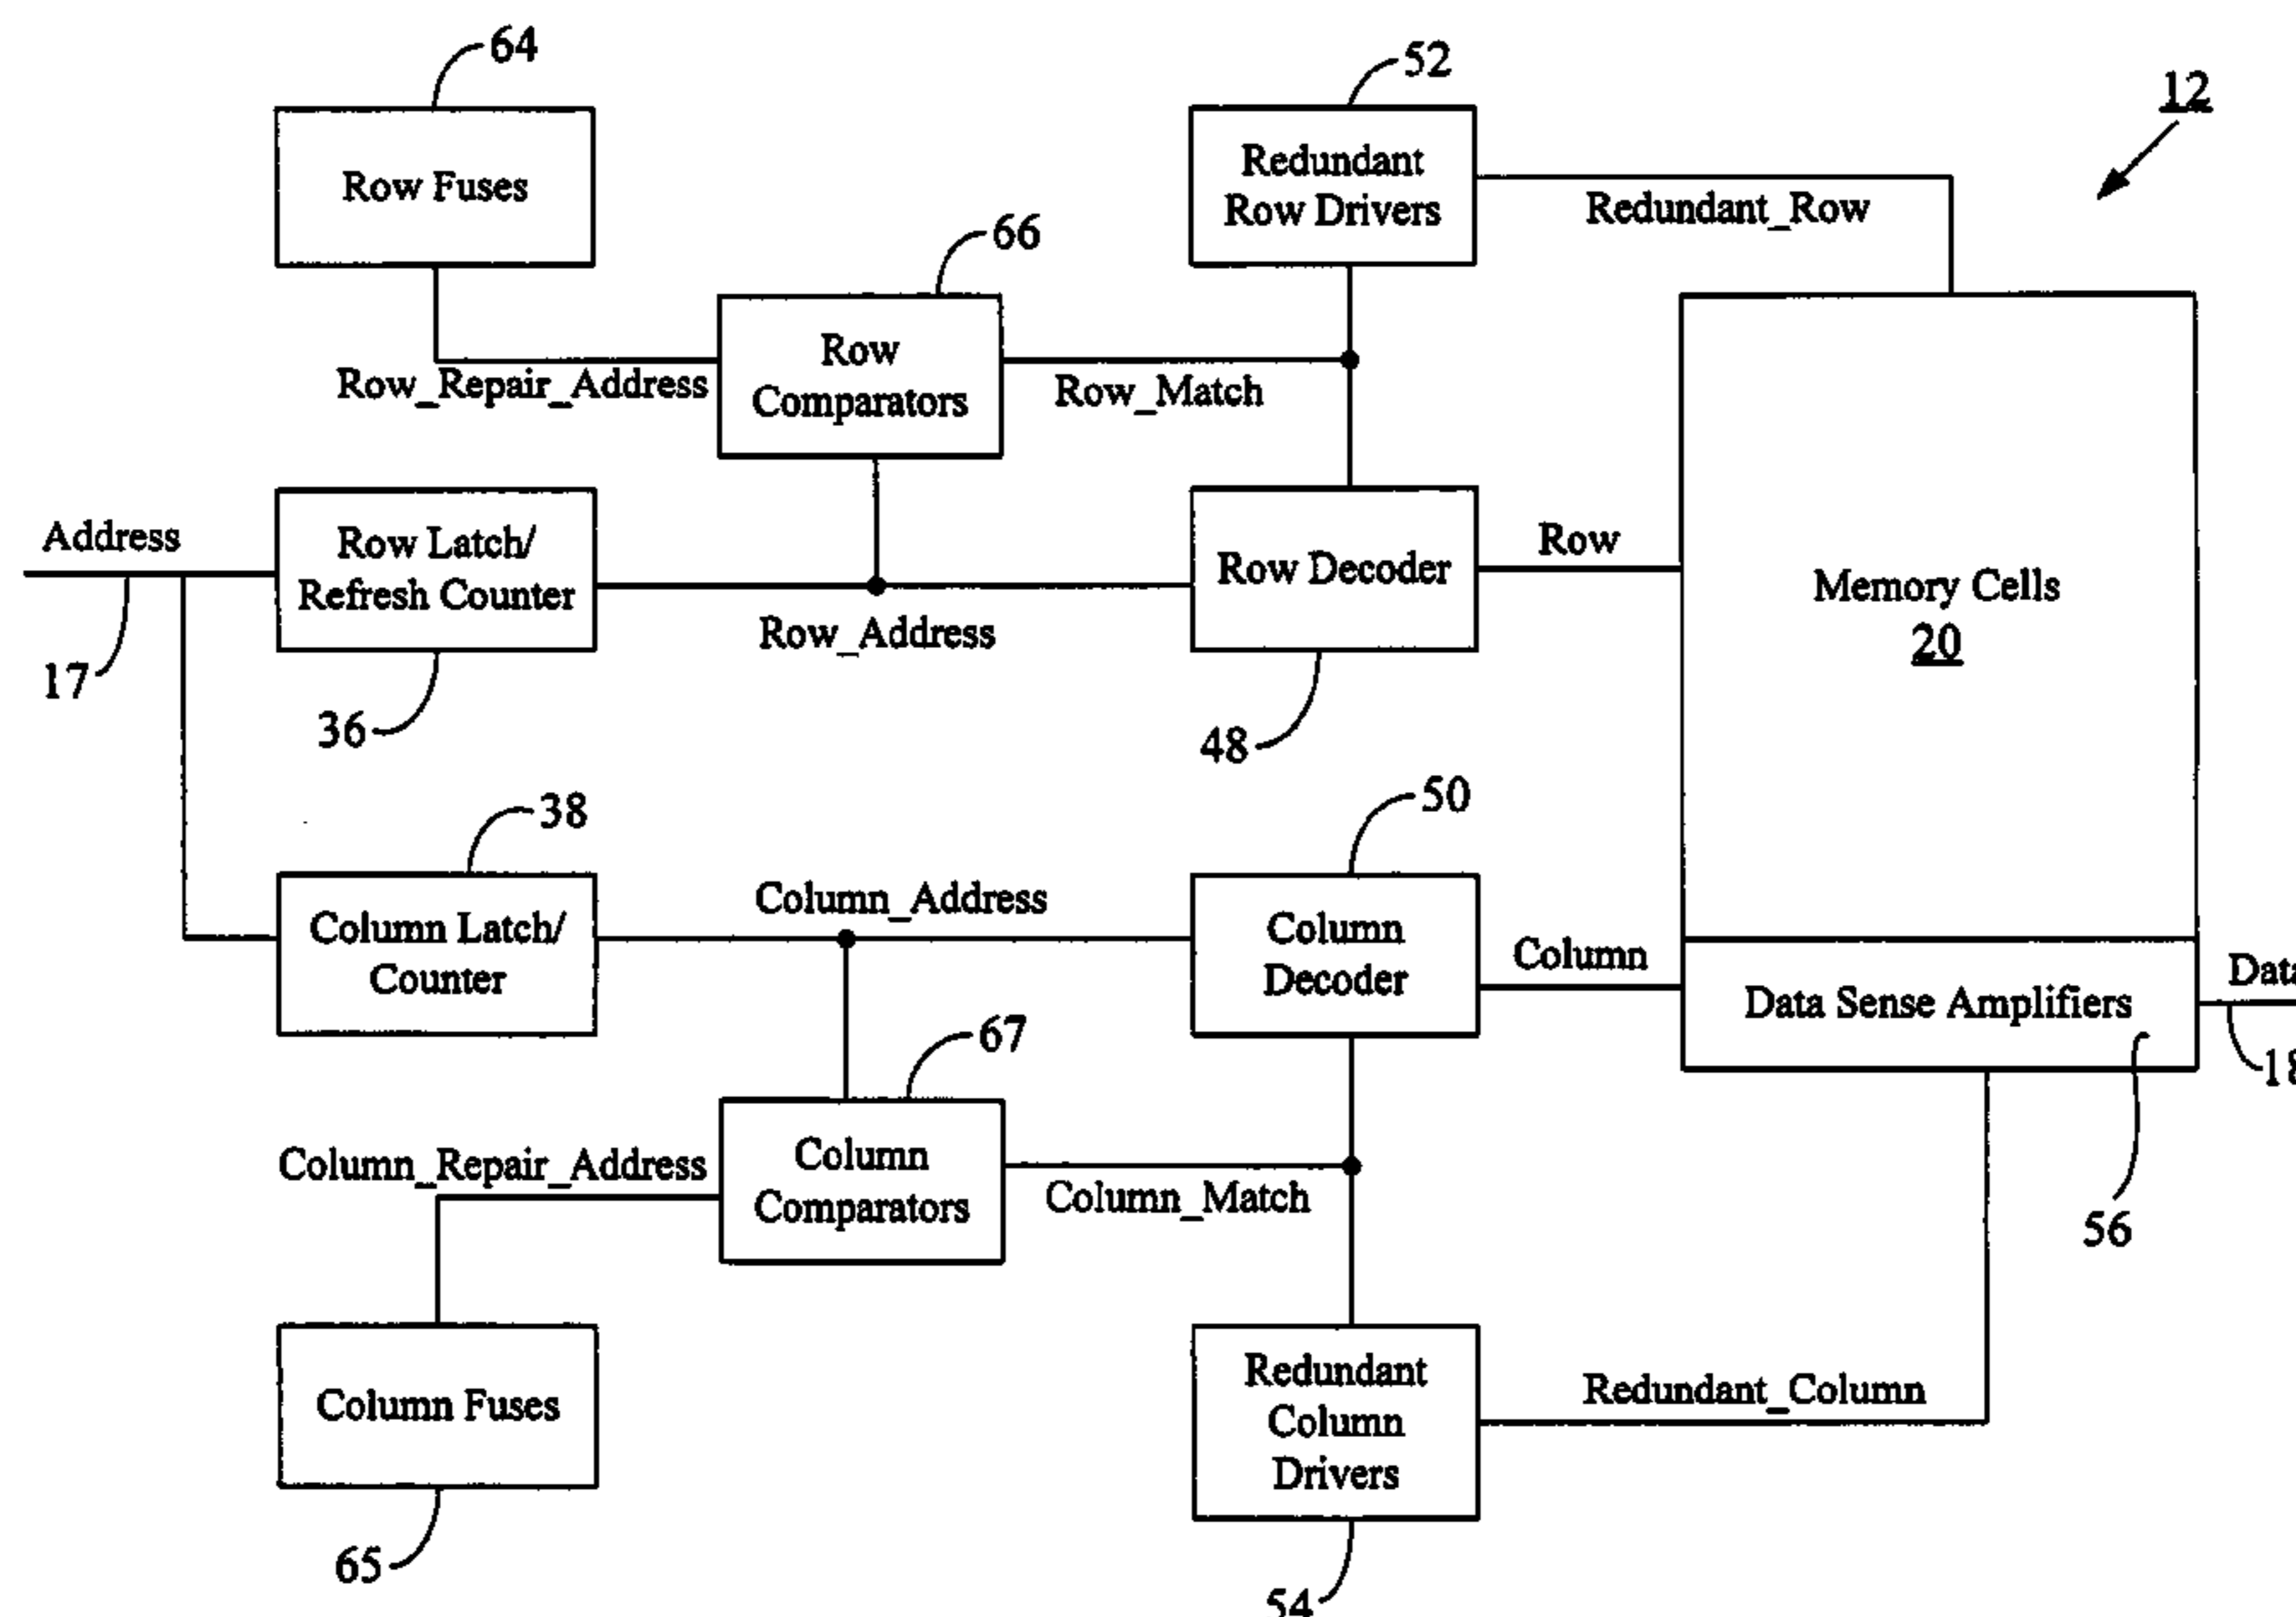 64
52
12
Row Fuses
Redundant
Row Drivers
Redundant_Row
66
Row
Comparators
Row_Repair_Address
Row_Match
Address
Row Latch/
Refresh Counter
Row_Address
Row Decoder
Row
Memory Cells
20
17
36
48
38
50
Column Latch/
Counter
Column_Address
Column
Decoder
Column
Data Sense Amplifiers
Data
18
67
Column_Repair_Address
Column
Comparators
Column_Match
56
Column Fuses
Redundant
Column
Drivers
Redundant_Column
65
54